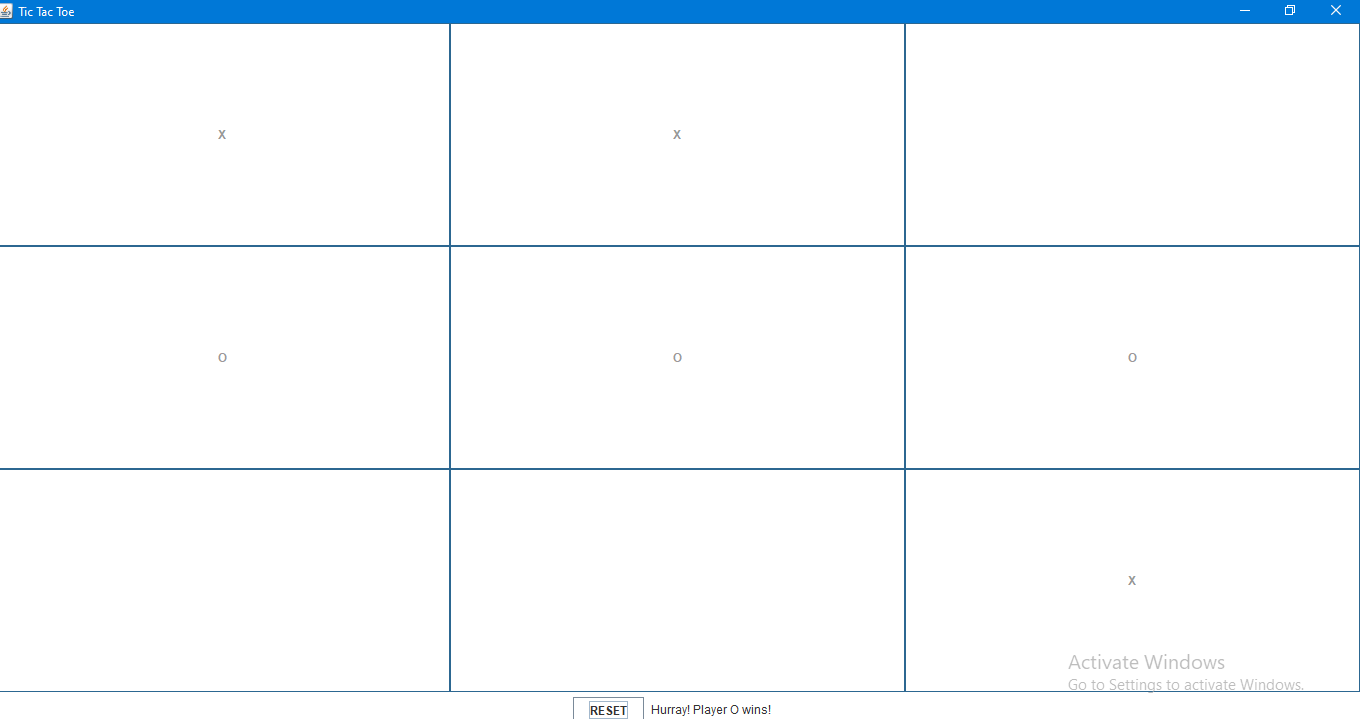 Tic Tac Toe
X X
O O O
X
Activate Windows
Go to Settings to activate Windows.
RESET Hurray! Player O wins!